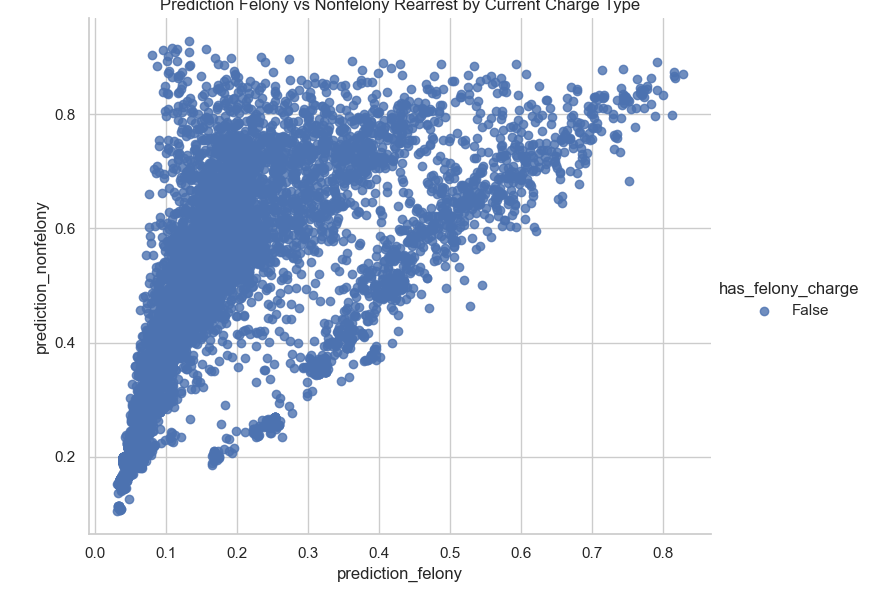 Prediction Felony vs Nonfelony Rearrest by Current Charge Type
prediction_nonfelony
0.8
0.6
0.4
0.2
0.0 0.1 0.2 0.3 0.4 0.5 0.6 0.7 0.8
prediction_felony
has_felony_charge
False